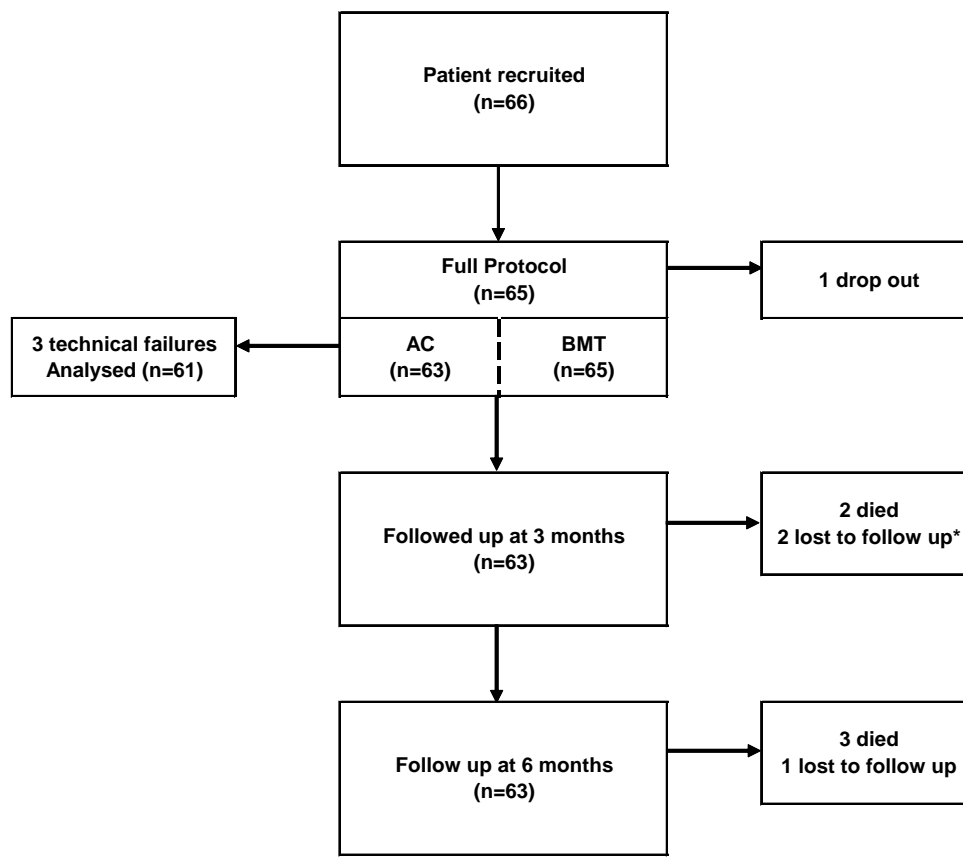 Patient recruited
(n=66)
Full Protocol
(n=65)
1 drop out
3 technical failures
Analysed (n=61)
AC
(n=63)
BMT
(n=65)
Followed up at 3 months
(n=63)
2 died
2 lost to follow up*
Follow up at 6 months
(n=63)
3 died
1 lost to follow up